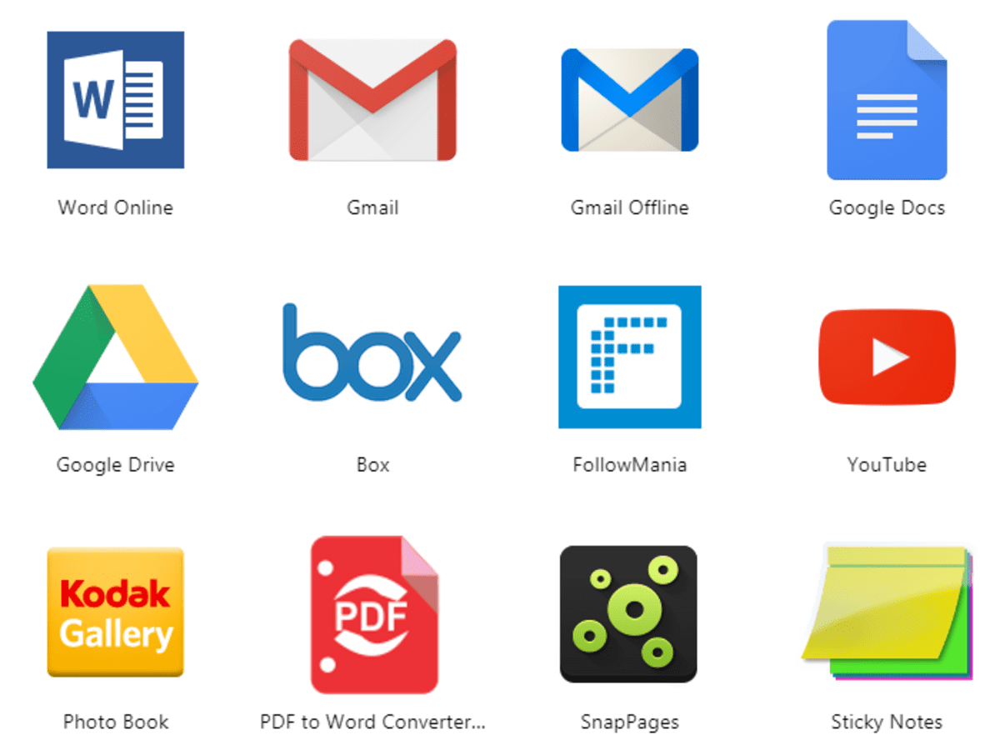 W
Word Online
Gmail
Gmail Offline
Google Docs
Google Drive
box
Box
F
FollowMania
YouTube
Kodak
Gallery
Photo Book
PDF
PDF to Word Converter...
SnapPages
Sticky Notes